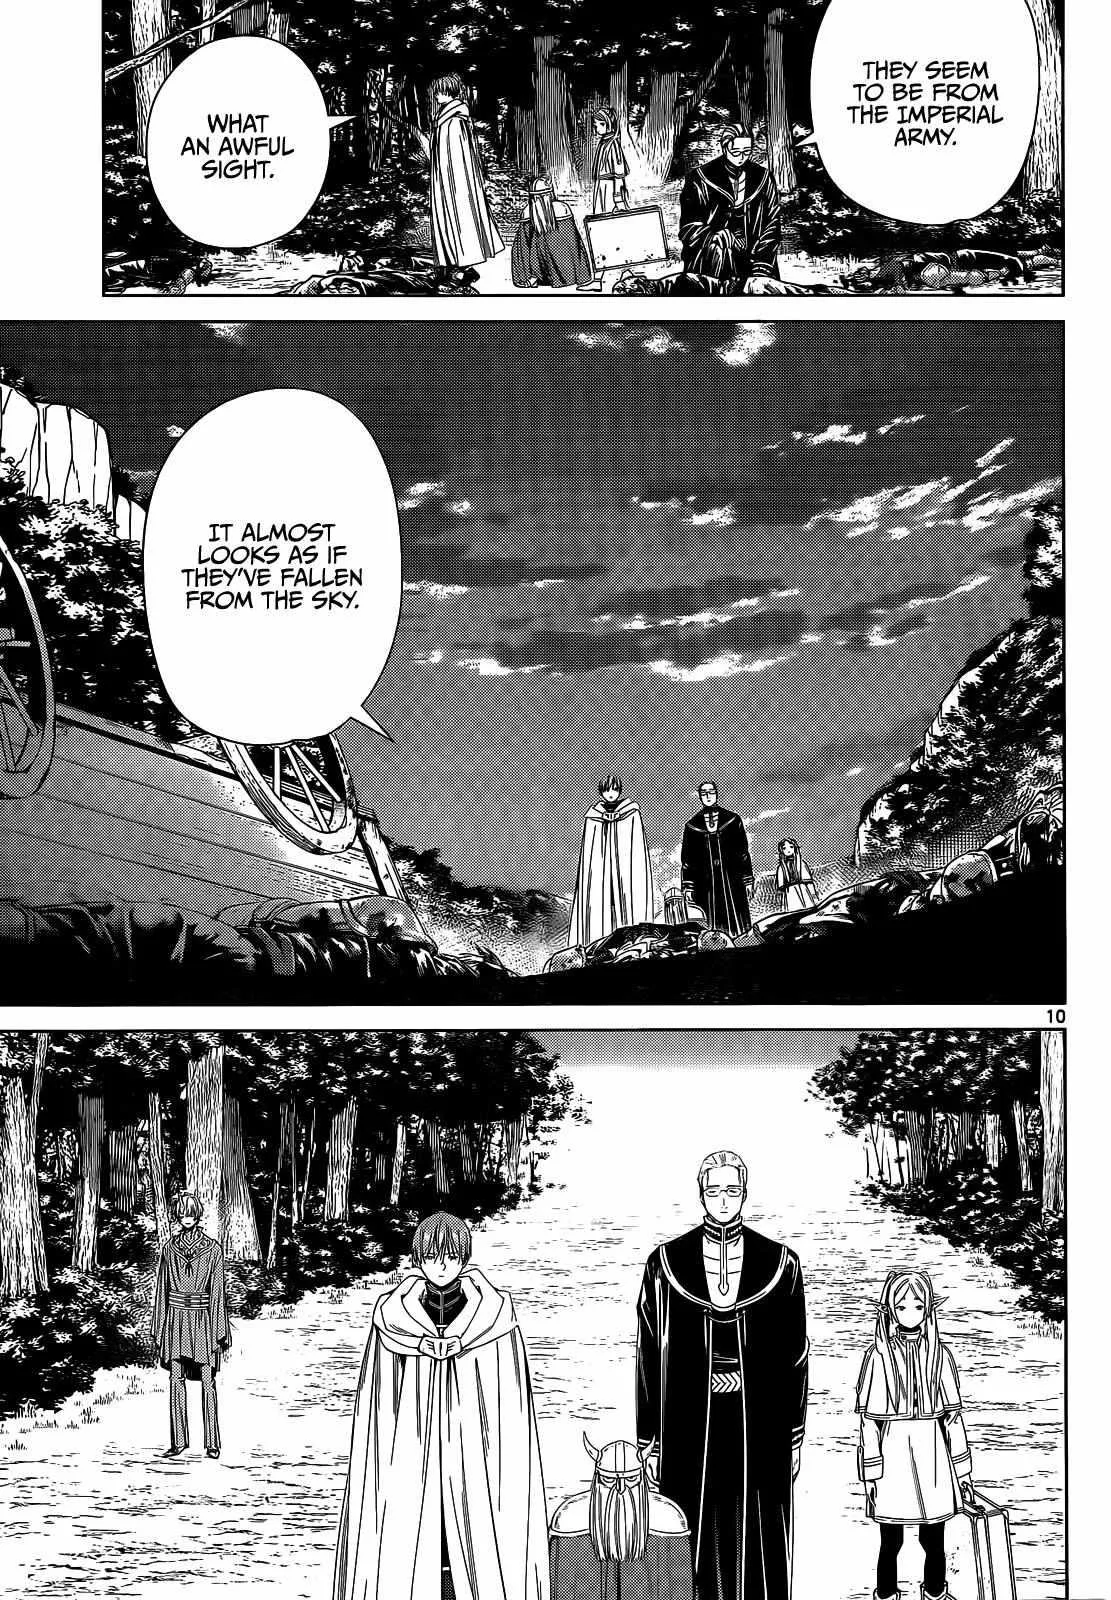 THEY SEEM
TO BE FROM
THE IMPERIAL
ARMY.
WHAT
AN AWFUL
SIGHT.
IT ALMOST
LOOKS AS IF
THEY'VE FALLEN
FROM THE SKY.
10